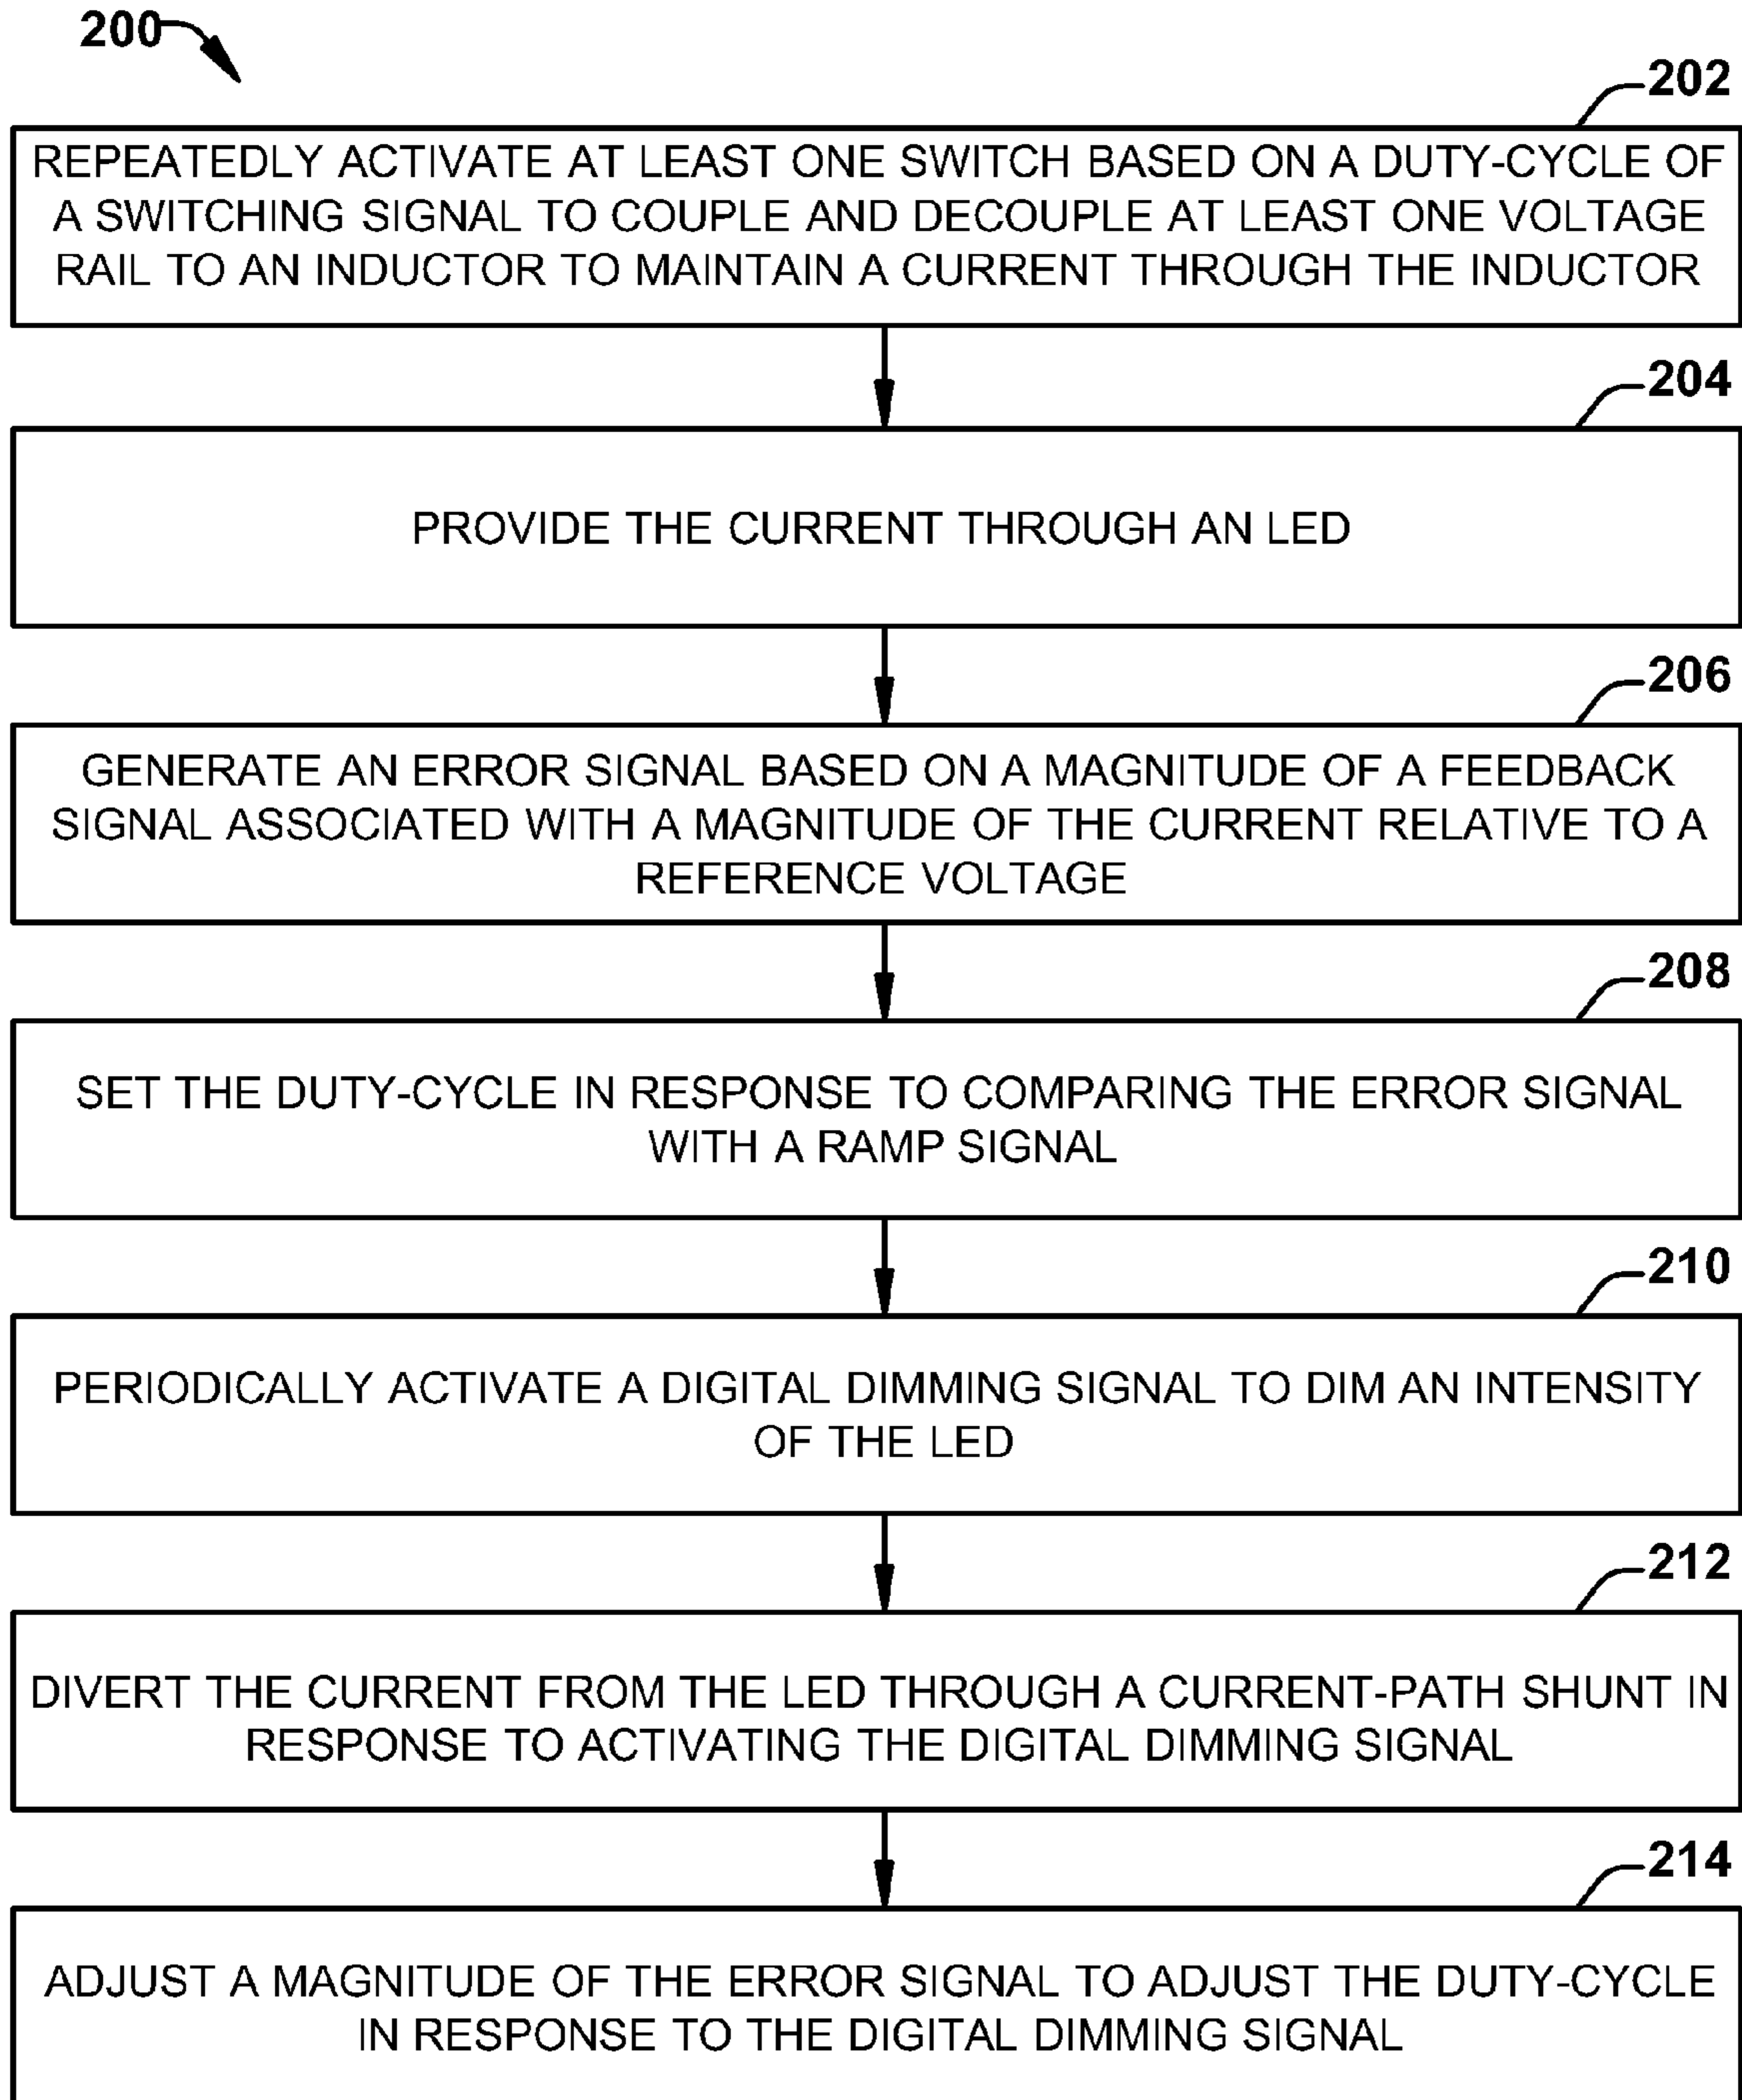 200
202
REPEATEDLY ACTIVATE AT LEAST ONE SWITCH BASED ON A DUTY-CYCLE OF
A SWITCHING SIGNAL TO COUPLE AND DECOUPLE AT LEAST ONE VOLTAGE
RAIL TO AN INDUCTOR TO MAINTAIN A CURRENT THROUGH THE INDUCTOR
204
PROVIDE THE CURRENT THROUGH AN LED
206
GENERATE AN ERROR SIGNAL BASED ON A MAGNITUDE OF A FEEDBACK
SIGNAL ASSOCIATED WITH A MAGNITUDE OF THE CURRENT RELATIVE TO A
REFERENCE VOLTAGE
208
SET THE DUTY-CYCLE IN RESPONSE TO COMPARING THE ERROR SIGNAL
WITH A RAMP SIGNAL
210
PERIODICALLY ACTIVATE A DIGITAL DIMMING SIGNAL TO DIM AN INTENSITY
OF THE LED
212
DIVERT THE CURRENT FROM THE LED THROUGH A CURRENT-PATH SHUNT IN
RESPONSE TO ACTIVATING THE DIGITAL DIMMING SIGNAL
214
ADJUST A MAGNITUDE OF THE ERROR SIGNAL TO ADJUST THE DUTY-CYCLE
IN RESPONSE TO THE DIGITAL DIMMING SIGNAL